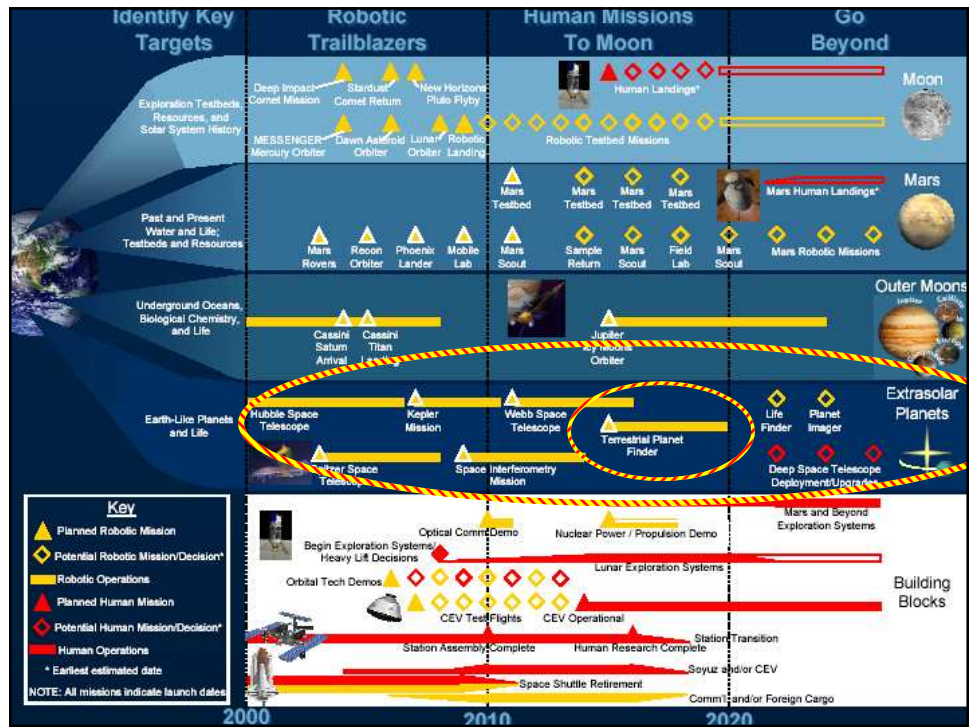 Identify Key
Targets
Robotic
Trailblazers
Human Missions
To Moon
Go
Beyond
Exploration Testbeds,
Resources, and
Solar System History
Deep Impact
Comet Mission
Stardust
Comet Return
New Horizons
Pluto Flyby
Human Landings*
Moon
MESSENGER
Mercury Orbiter
Dawn Asteroid
Orbiter
Lunar
Orbiter
Robotic
Landing
Robotic Testbed Missions
Past and Present
Water and Life;
Testbeds and Resources
Mars
Testbed
Mars
Testbed
Mars
Testbed
Mars
Testbed
Mars Human Landings*
Mars
Mars
Rovers
Recon
Orbiter
Phoenix
Lander
Mobile
Lab
Mars
Scout
Sample
Return
Mars
Scout
Field
Lab
Mars
Scout
Mars Robotic Missions
Underground Oceans,
Biological Chemistry,
and Life
Cassini
Saturn
Arrival
Cassini
Titan
Landing
Jupiter
Icy Moons
Orbiter
Outer Moons
Jupiter
Earth-Like Planets
and Life
Hubble Space
Telescope
Kepler
Mission
Webb Space
Telescope
Terrestrial Planet
Finder
Life
Finder
Planet
Imager
Extrasolar
Planets
Spitzer Space
Telescope
Space Interferometry
Mission
Deep Space Telescope
Deployment/Upgrades
Key
Planned Robotic Mission
Potential Robotic Mission/Decision*
Robotic Operations
Planned Human Mission
Potential Human Mission/Decision*
Human Operations
* Earliest estimated date
NOTE: All missions indicate launch dates
Optical Comm Demo
Nuclear Power / Propulsion Demo
Mars and Beyond
Exploration Systems
Begin Exploration Systems/
Heavy Lift Decisions
Lunar Exploration Systems
Orbital Tech Demos
CEV Test Flights
CEV Operational
Building
Blocks
Station Assembly Complete
Human Research Complete
Station Transition
Soyuz and/or CEV
Space Shuttle Retirement
Comm'l. and/or Foreign Cargo
2000
2010
2020